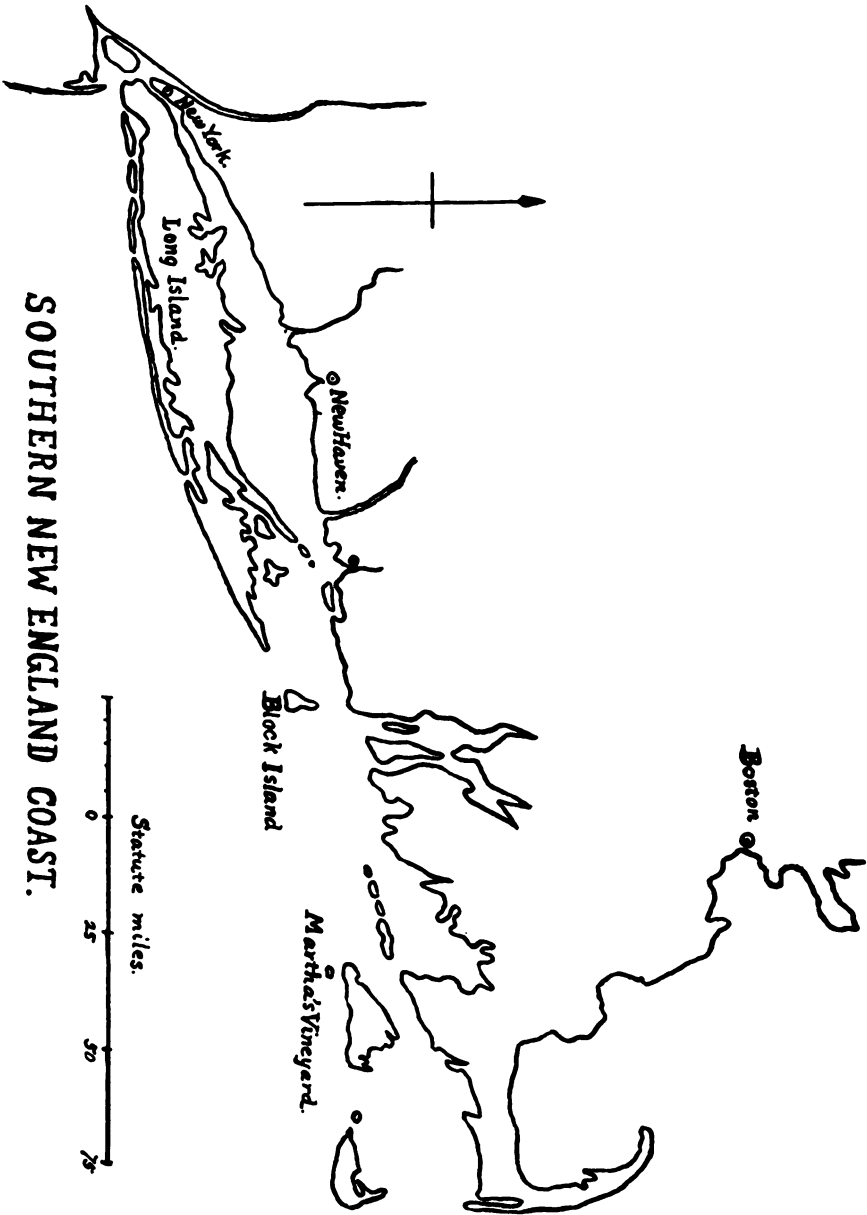 Boston
New York.
New Haven.
Long Island.
Block Island
Martha's Vineyard.
Statute miles.
0 25 50 75
SOUTHERN NEW ENGLAND COAST.